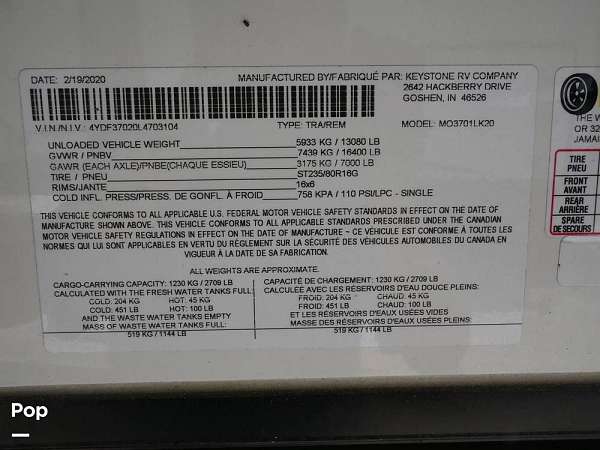 DATE: 2/19/2020
MANUFACTURED BY/FABRIQUÉ PAR: KEYSTONE RV COMPANY
2642 HACKBERRY DRIVE
GOSHEN, IN 46526
V.I.N./N.I.V.: 4YDF37020L4703104 TYPE: TRA/REM MODEL: MO3701LK20
UNLOADED VEHICLE WEIGHT: 5933 KG / 13080 LB
GVWR / PNBV 7439 KG / 16400 LB
GAWR (EACH AXLE)/PNBE(CHAQUE ESSIEU) 3175 KG / 7000 LB
TIRE / PNEU ST235/80R16G
RIMS/JANTE 16x6
COLD INFL. PRESS/PRESS. DE GONFL. À FROID: 758 KPA / 110 PSI/LPC - SINGLE
THIS VEHICLE CONFORMS TO ALL APPLICABLE U.S. FEDERAL MOTOR VEHICLE SAFETY STANDARDS IN EFFECT ON THE DATE OF
MANUFACTURE SHOWN ABOVE. THIS VEHICLE CONFORMS TO ALL APPLICABLE STANDARDS PRESCRIBED UNDER THE CANADIAN
MOTOR VEHICLE SAFETY REGULATIONS IN EFFECT ON THE DATE OF MANUFACTURE ~ CE VÉHICULE EST CONFORME À TOUTES LES
NORMES QUI LUI SONT APPLICABLES EN VERTU DU RÈGLEMENT SUR LA SÉCURITÉ DES VÉHICULES AUTOMOBILES DU CANADA EN
VIGUEUR À LA DATE DE SA FABRICATION.
ALL WEIGHTS ARE APPROXIMATE.
CARGO-CARRYING CAPACITY: 1230 KG / 2709 LB
CALCULATED WITH THE FRESH WATER TANKS FULL:
COLD: 204 KG HOT: 45 KG
COLD: 451 LB HOT: 100 LB
AND THE WASTE WATER TANKS EMPTY
MASS OF WASTE WATER TANKS FULL:
519 KG / 1144 LB
CAPACITÉ DE CHARGEMENT: 1230 KG / 2709 LB
CALCULÉE AVEC LES RÉSERVOIRS D'EAU DOUCE PLEINS:
FROID: 204 KG CHAUD: 45 KG
FROID: 451 LB CHAUD: 100 LB
ET LES RÉSERVOIRS D'EAUX USÉES VIDES
MASSE DES RÉSERVOIRS D'EAUX USÉES PLEINS:
519 KG / 1144 LB
THE W
OR 32
JAMAI
TIRE
PNEU
FRONT
AVANT
REAR
ARRIÈRE
SPARE
DE SECOURS
Pop